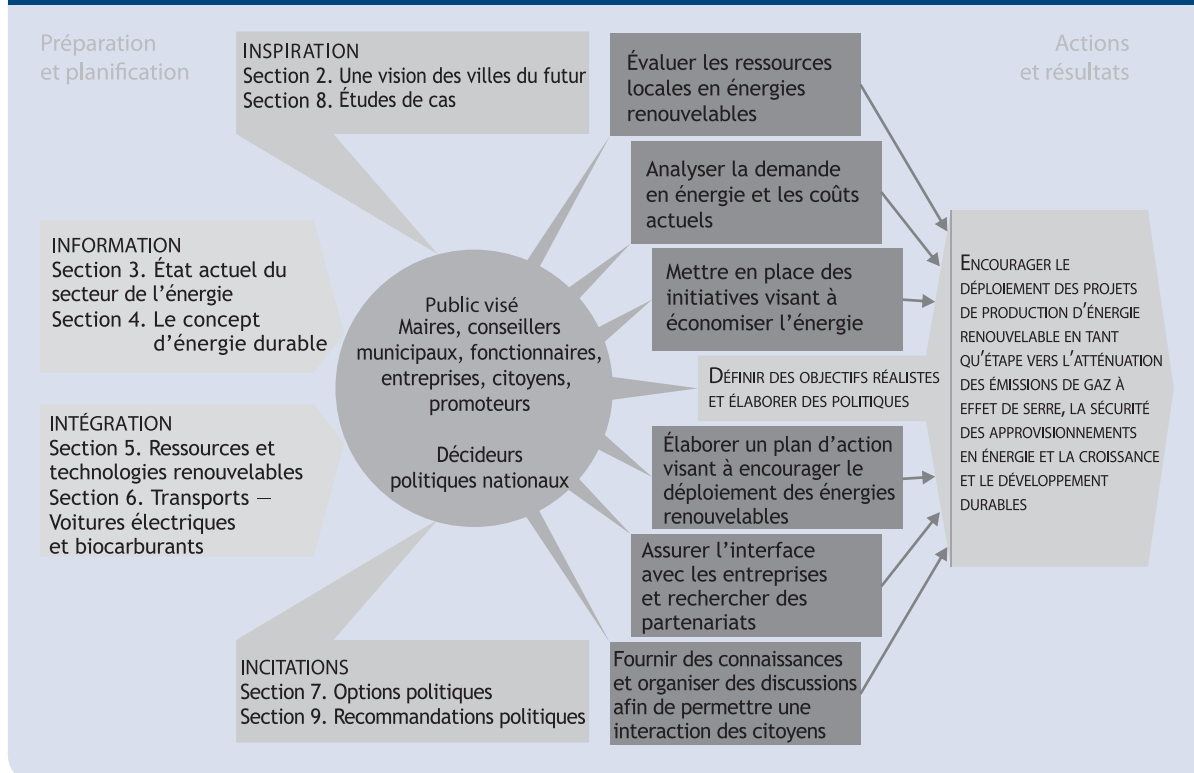 Préparation
et planification
INSPIRATION
Section 2. Une vision des villes du futur
Section 8. Études de cas
INFORMATION
Section 3. État actuel du
secteur de l'énergie
Section 4. Le concept
d'énergie durable
INTÉGRATION
Section 5. Ressources et
technologies renouvelables
Section 6. Transports –
Voitures électriques
et biocarburants
INCITATIONS
Section 7. Options politiques
Section 9. Recommandations politiques
Public visé
Maires, conseillers
municipaux, fonctionnaires,
entreprises, citoyens,
promoteurs
Décideurs
politiques nationaux
Évaluer les ressources
locales en énergies
renouvelables
Analyser la demande
en énergie et les coûts
actuels
Mettre en place des
initiatives visant à
économiser l'énergie
DÉFINIR DES OBJECTIFS RÉALISTES
ET ÉLABORER DES POLITIQUES
Élaborer un plan d'action
visant à encourager le
déploiement des énergies
renouvelables
Assurer l'interface
avec les entreprises
et rechercher des
partenariats
Fournir des connaissances
et organiser des discussions
afin de permettre une
interaction des citoyens
Actions
et résultats
ENCOURAGER LE
DÉPLOIEMENT DES PROJETS
DE PRODUCTION D'ÉNERGIE
RENOUVELABLE EN TANT
QU'ÉTAPE VERS L'ATTÉNUATION
DES ÉMISSIONS DE GAZ À
EFFET DE SERRE, LA SÉCURITÉ
DES APPROVISIONNEMENTS
EN ÉNERGIE ET LA CROISSANCE
ET LE DÉVELOPPEMENT
DURABLES